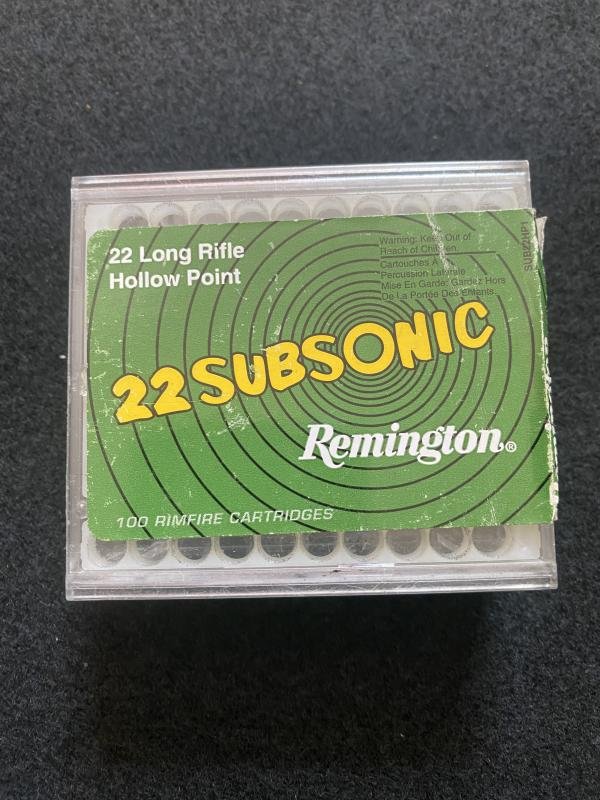 22 Long Rifle
Hollow Point
Warning: Keep Out of
Reach of Children.
Cartouches À
Percussion Latérale
Mise En Garde: Gardez Hors
De La Portée Des Enfants
SUB22HP
22 SUBSONIC
Remington®
100 RIMFIRE CARTRIDGES